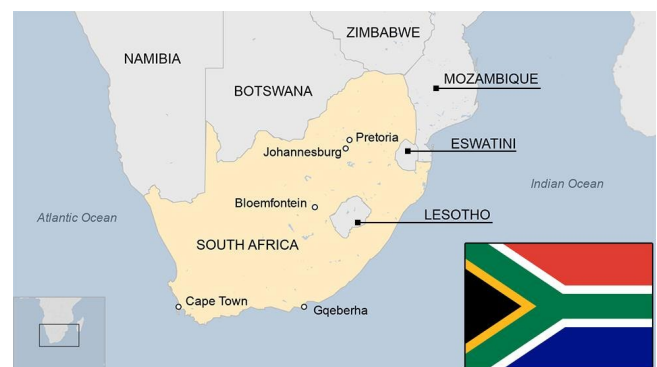 ZIMBABWE
NAMIBIA
MOZAMBIQUE
BOTSWANA
Pretoria
Johannesburg
ESWATINI
Indian Ocean
Bloemfontein
LESOTHO
Atlantic Ocean
SOUTH AFRICA
Cape Town
Gqeberha